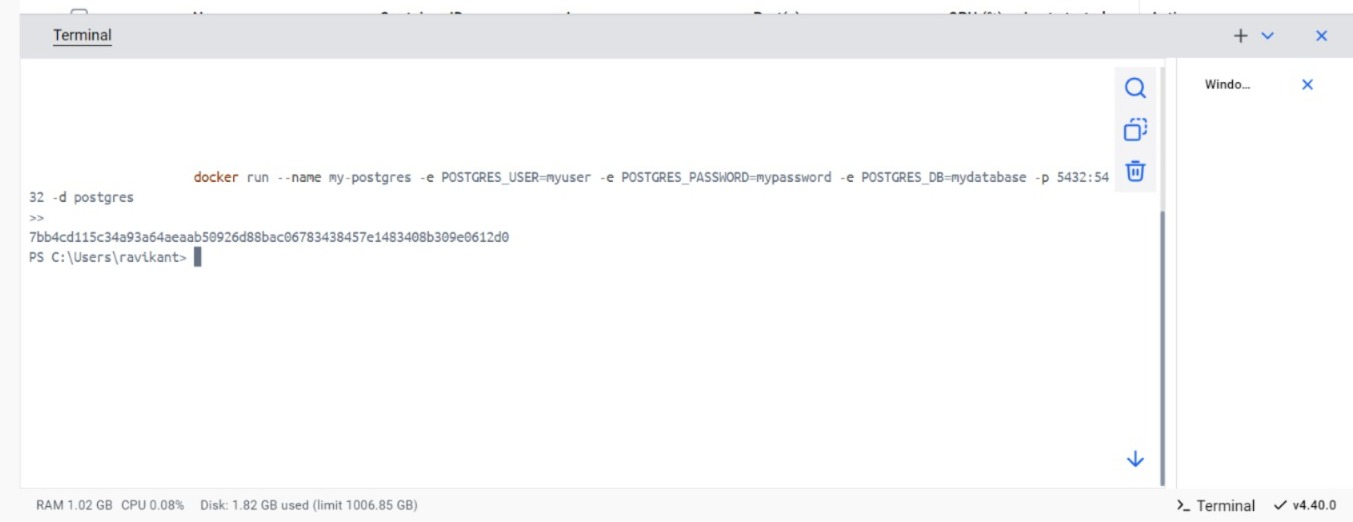 Terminal
Windo...
docker run --name my-postgres -e POSTGRES_USER=myuser -e POSTGRES_PASSWORD=mypassword -e POSTGRES_DB=mydatabase -p 5432:54
32 -d postgres
>>
7bb4cd115c34a93a64aeaab50926d88bac06783438457e1483408b309e0612d0
PS C:\Users\ravikant>
RAM 1.02 GB CPU 0.08% Disk: 1.82 GB used (limit 1006.85 GB)
>_ Terminal ✓ v4.40.0